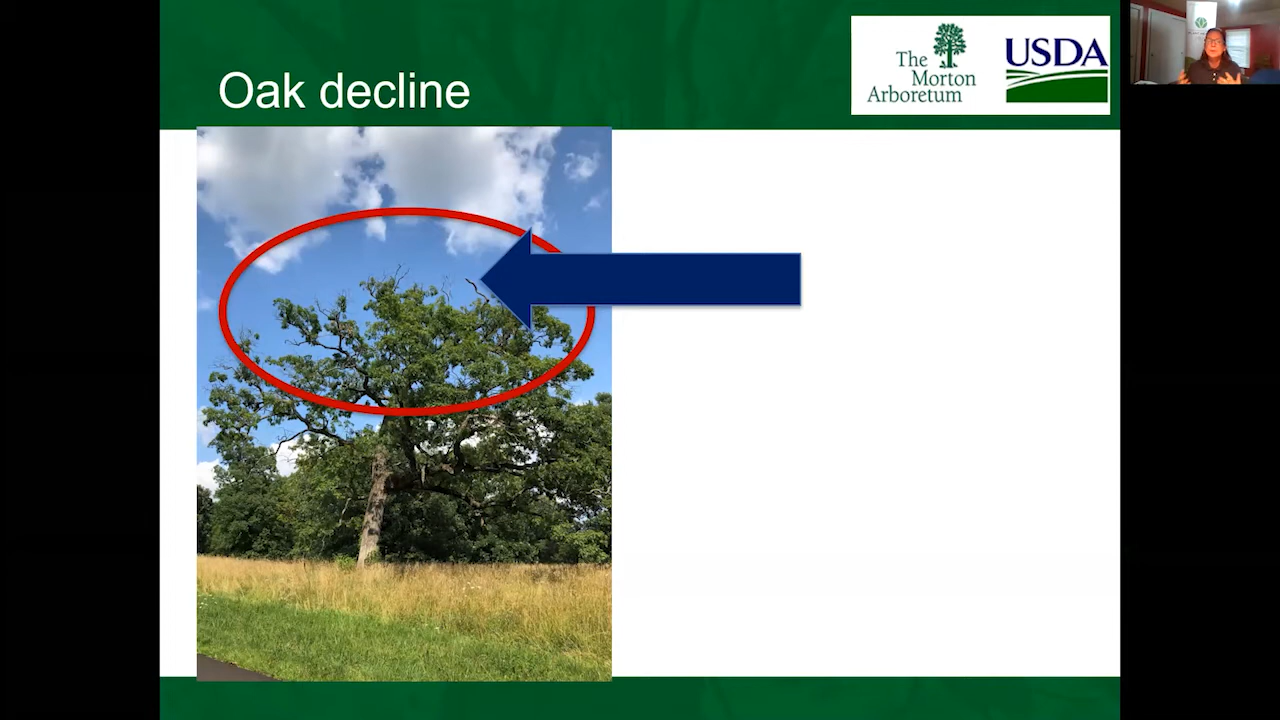 Oak decline
The
Morton
Arboretum
USDA